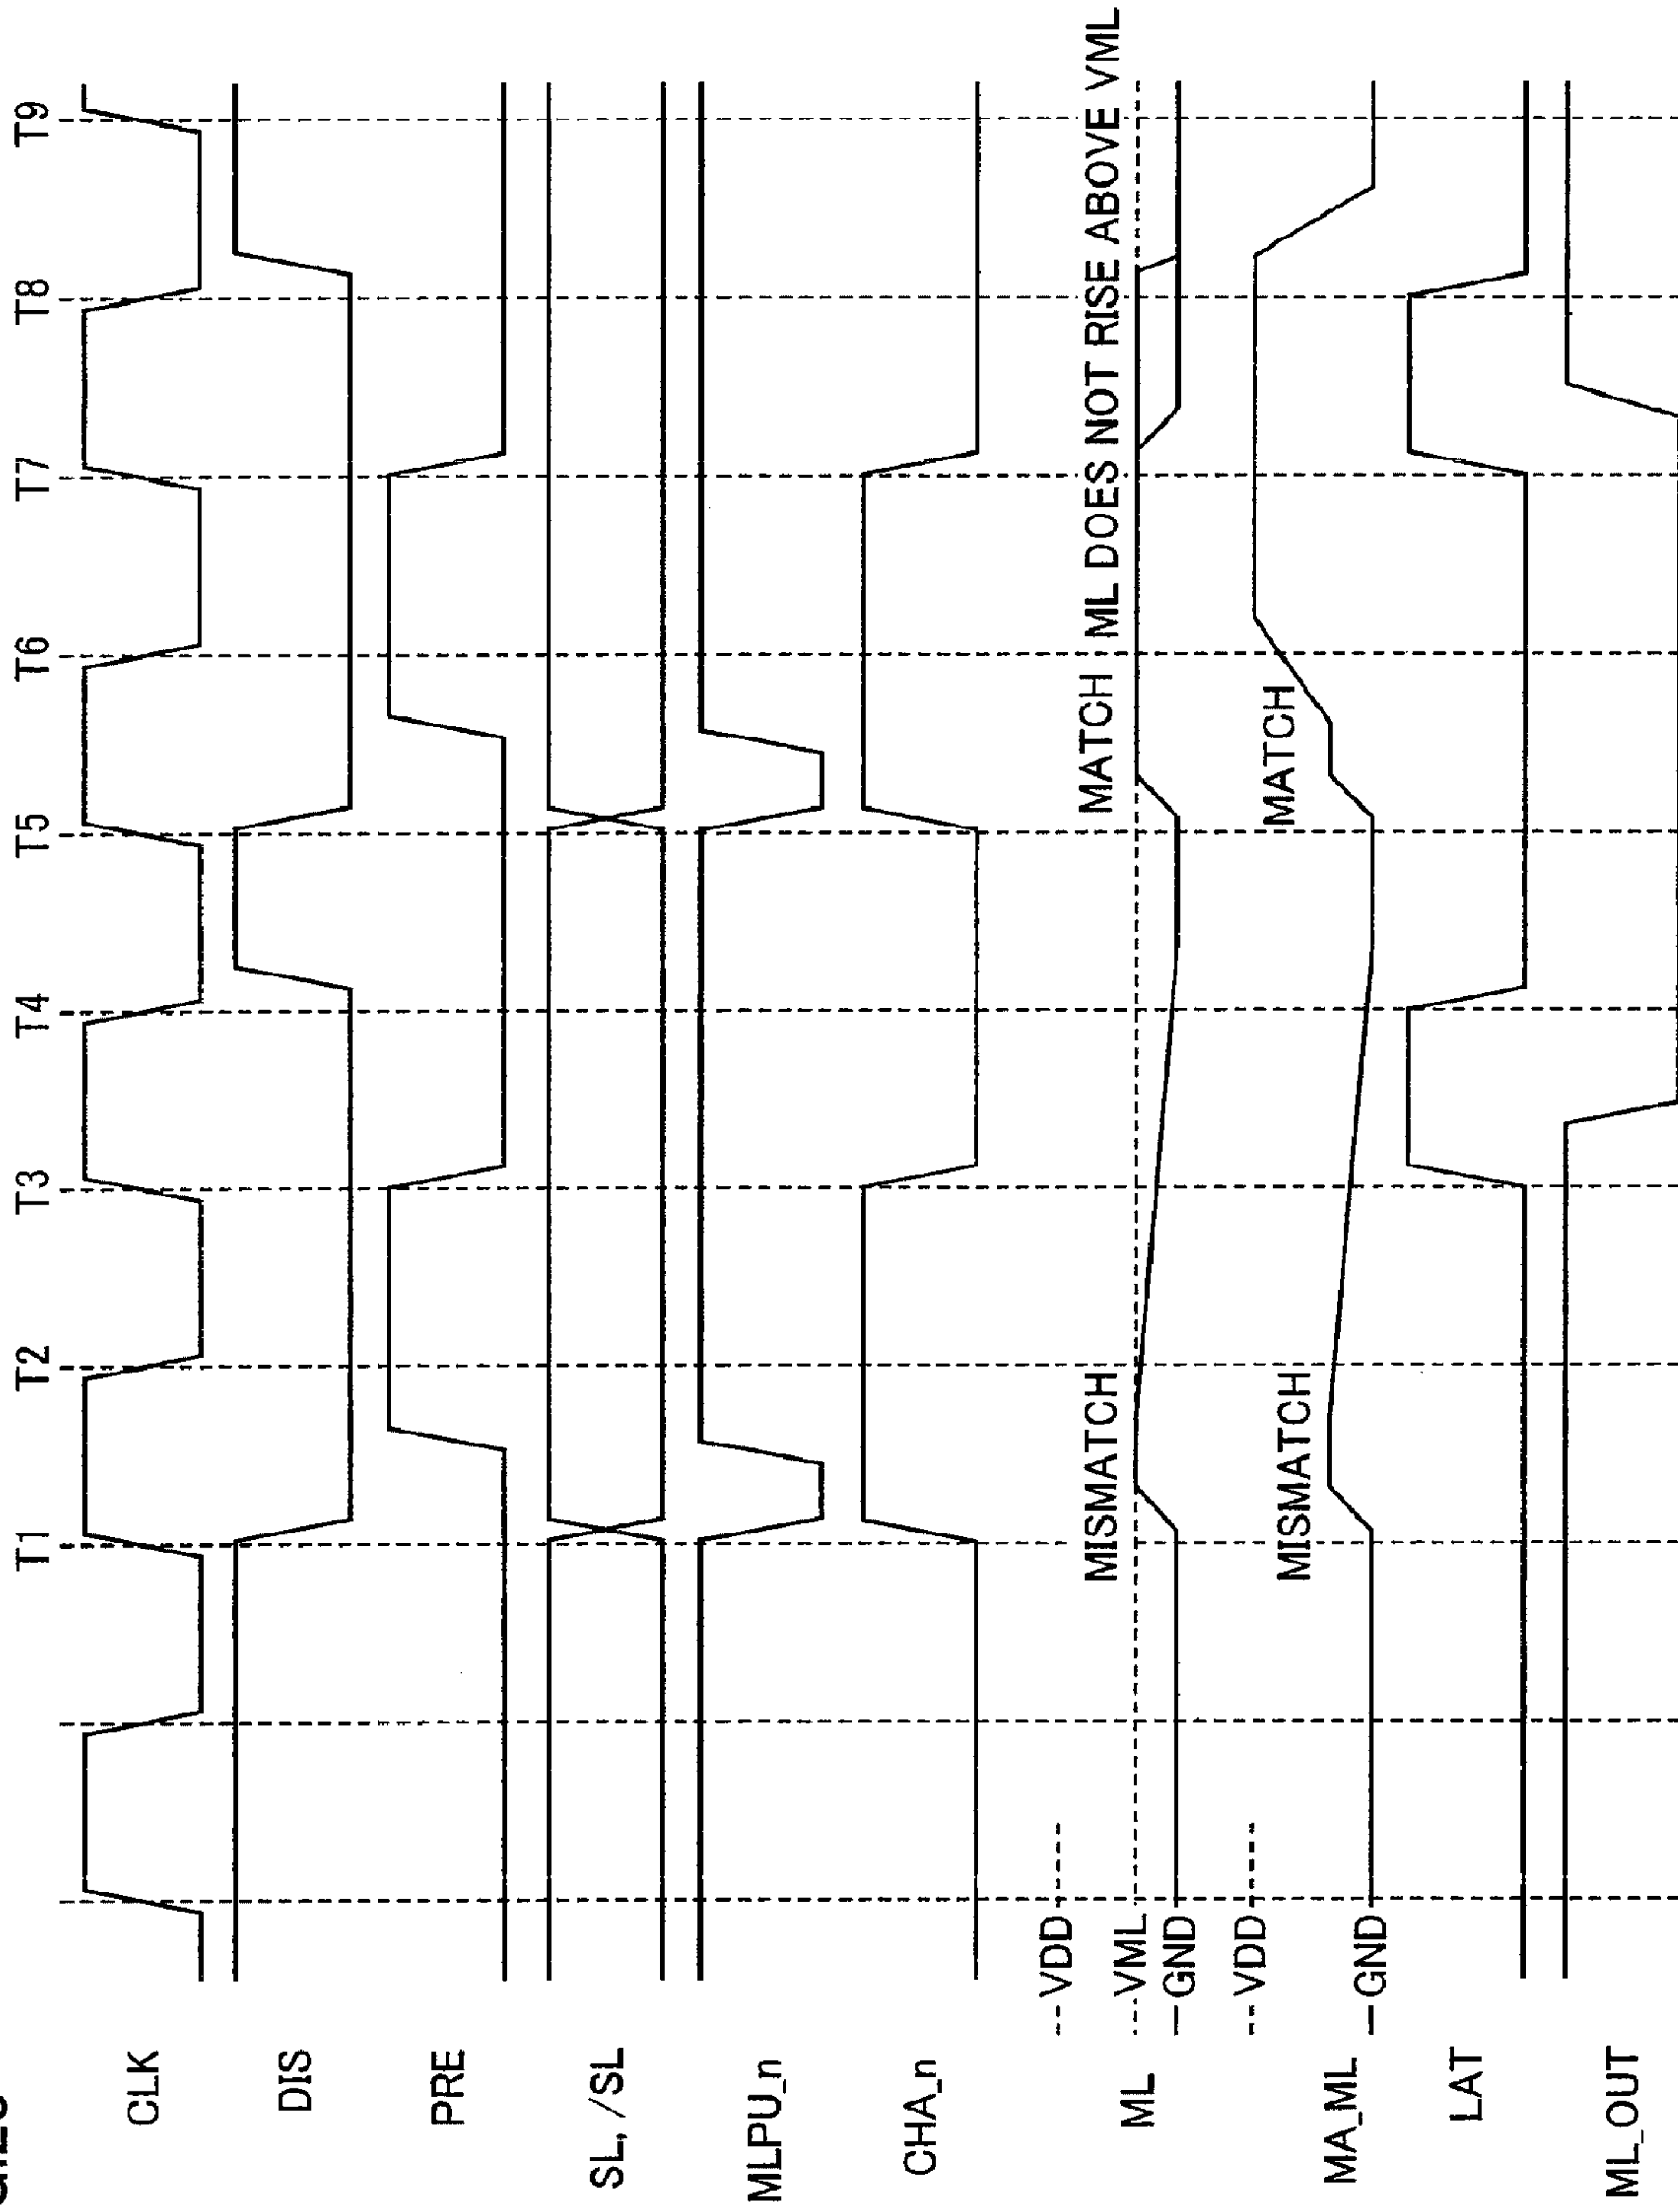 T1 T2 T3 T4 T5 T6 T7 T8 T9
CLK
DIS
PRE
SL, /SL
MLPU_n
CHA_n
VDD
MISMATCH MATCH ML DOES NOT RISE ABOVE VML
ML VML
GND
VDD
MISMATCH MATCH
MA_ML GND
LAT
ML_OUT